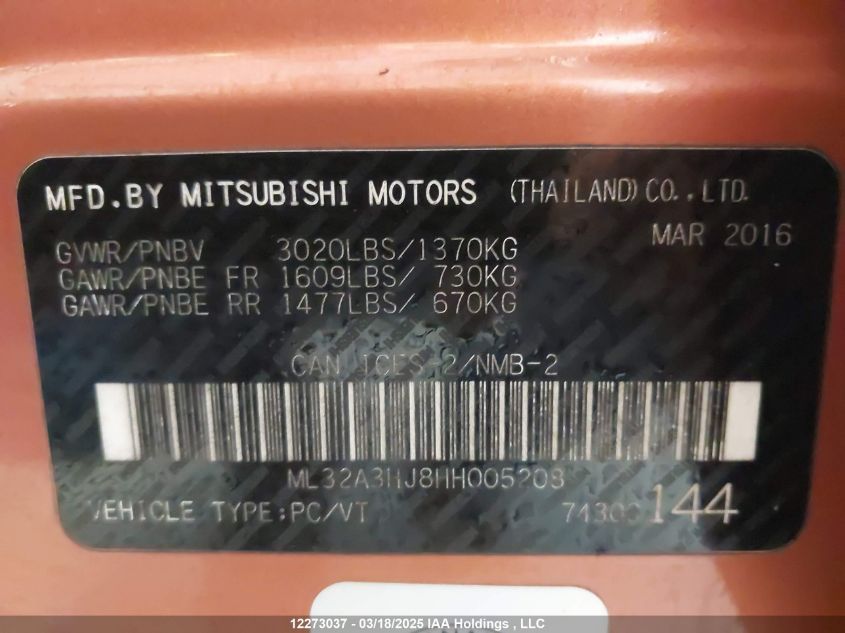 MFD.BY MITSUBISHI MOTORS (THAILAND) CO.,LTD.
MAR 2016
GVWR/PNBV 3020LBS/1370KG
GAWR/PNBE FR 1609LBS/ 730KG
GAWR/PNBE RR 1477LBS/ 670KG
CAN ICES-2/NMB-2
ML32A3HJ8HH005208
VEHICLE TYPE:PC/VT
144
12273037 - 03/18/2025 IAA Holdings , LLC